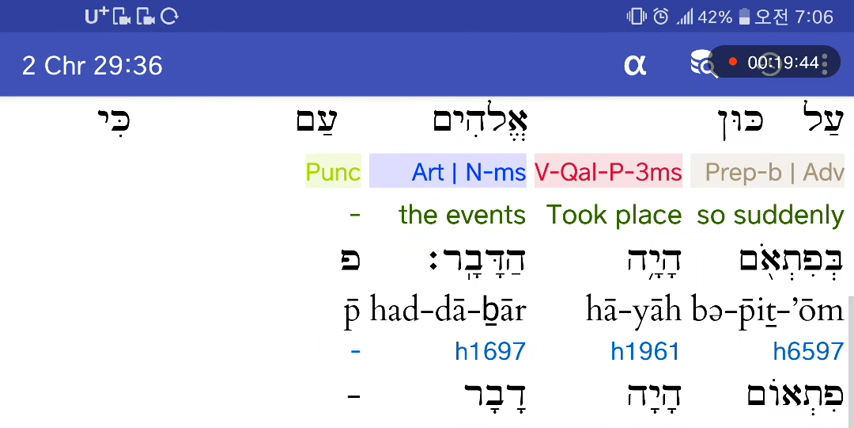 U+ 42% 오전 7:06
2 Chr 29:36 α 00:19:44
עַל כּוּן אֱלֹהִים עַם כִּי
Punc Art | N-ms V-Qal-P-3ms Prep-b | Adv
- the events Took place so suddenly
בְּפִתְאֹ֖ם הָיָ֥ה הַדָּבָֽר׃ פ
p̄ had-dā-ḇār hā-yāh bə-p̄iṯ-’ōm
- h1697 h1961 h6597
פִּתְאוֹם הָיָה דָּבָר -